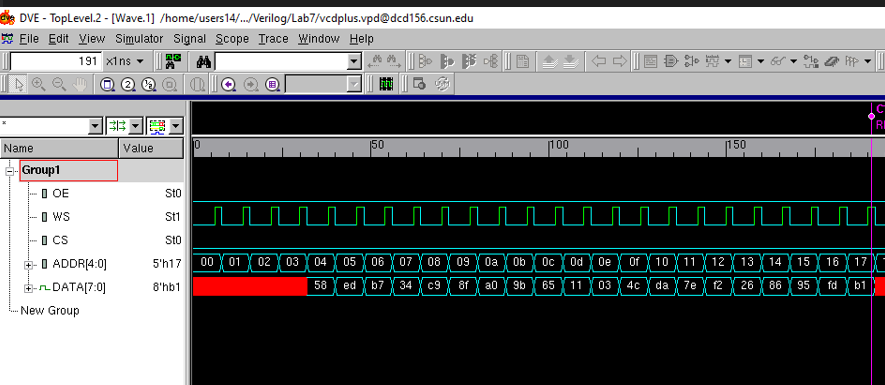 DVE - TopLevel.2 - [Wave.1] /home/users14/.../Verilog/Lab7/vcdplus.vpd@dcd156.csun.edu
File Edit View Simulator Signal Scope Trace Window Help
191 x1ns
*
Name Value
0 50 100 150
Group1
OE St0
WS St1
CS St0
ADDR[4:0] 5'h17 00 01 02 03 04 05 06 07 08 09 0a 0b 0c 0d 0e 0f 10 11 12 13 14 15 16 17
DATA[7:0] 8'hb1 58 ed b7 34 c9 8f a0 9b 65 11 03 4c da 7e f2 26 86 95 fd b1
New Group